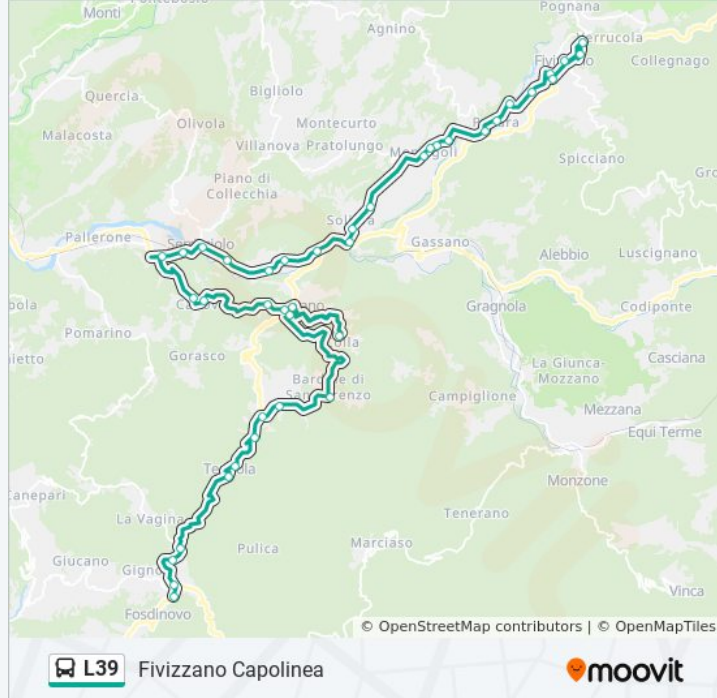 Pognana
Monti
Agnino
Collegnago
Quercia
Bigliolo
Olivola
Montecurto
Malacosta
Villanova
Pratolungo
Spicciano
Piano di
Collecchia
Pallerone
Gassano
Alebbio
Luscignano
Gragnola
Codiponte
Pomarino
Gorasco
La Giunca-
Mozzano
Casciana
Campiglione
Mezzana
Equi Terme
Monzone
Canepari
Tenerano
La Vagina
Pulica
Marciaso
Giucano
Vinca
Fosdinovo
© OpenStreetMap contributors | © OpenMapTiles
L39 Fivizzano Capolinea
moovit